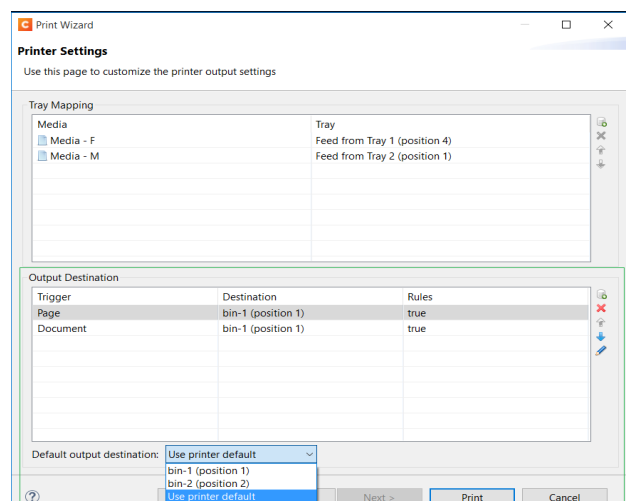 C Print Wizard
Printer Settings
Use this page to customize the printer output settings
Tray Mapping
Media Tray
Media - F Feed from Tray 1 (position 4)
Media - M Feed from Tray 2 (position 1)
Output Destination
Trigger Destination Rules
Page bin-1 (position 1) true
Document bin-1 (position 1) true
Default output destination: Use printer default
bin-1 (position 1)
bin-2 (position 2)
Use printer default
? Next > Print Cancel